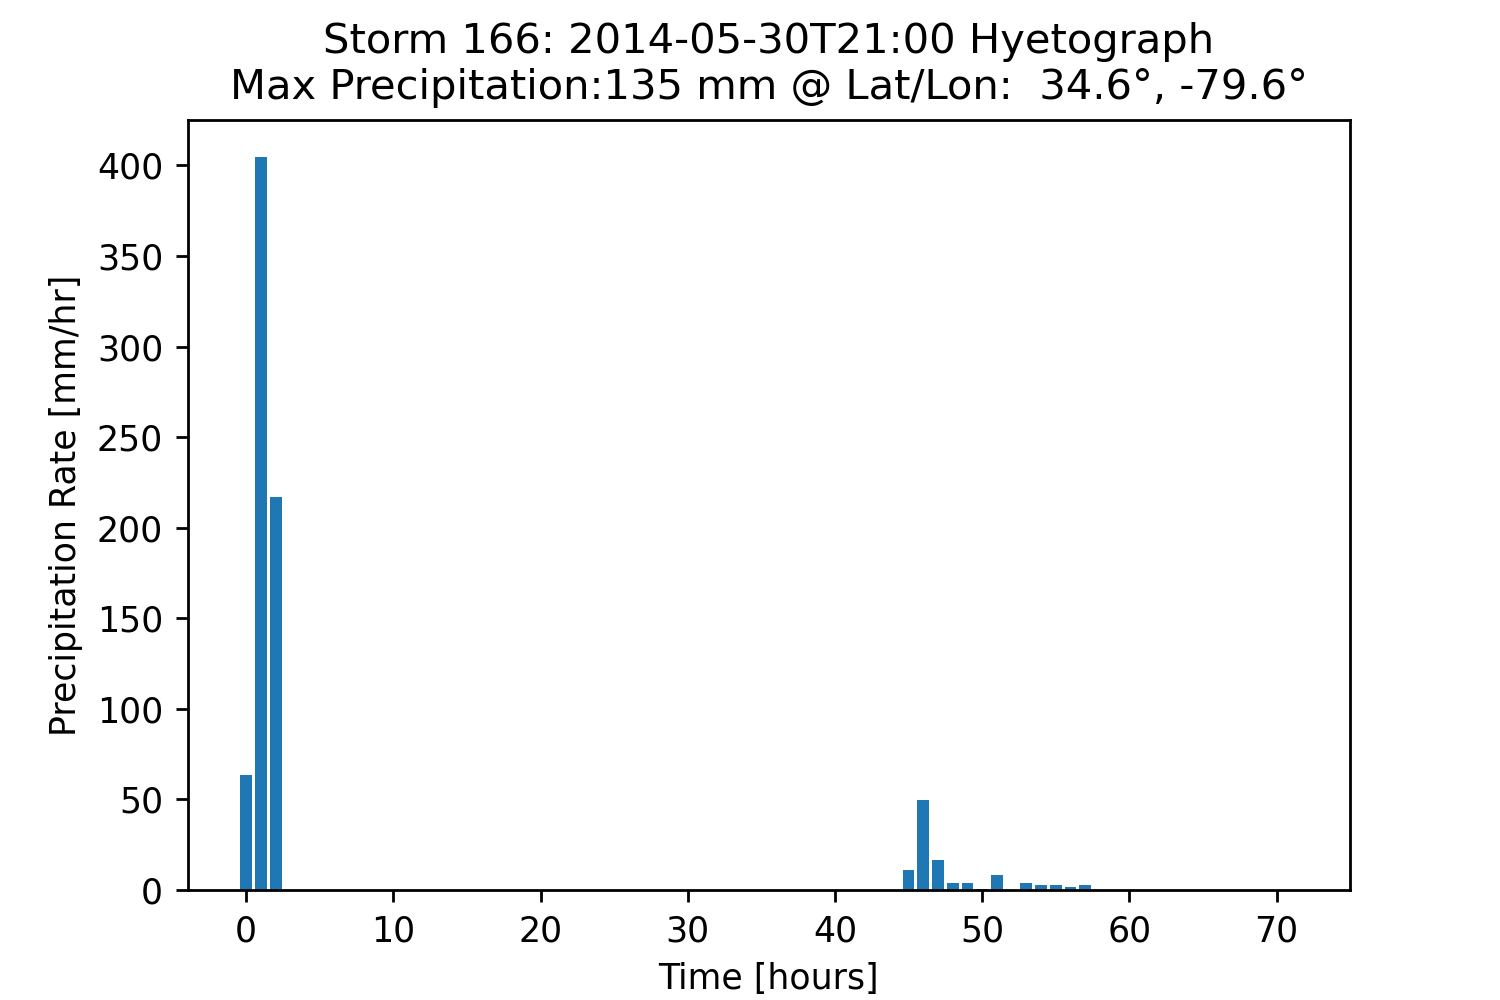 Storm 166: 2014-05-30T21:00 Hyetograph
Max Precipitation:135 mm @ Lat/Lon:  34.6°, -79.6°
Precipitation Rate [mm/hr]
400
350
300
250
200
150
100
50
0
0 10 20 30 40 50 60 70
Time [hours]